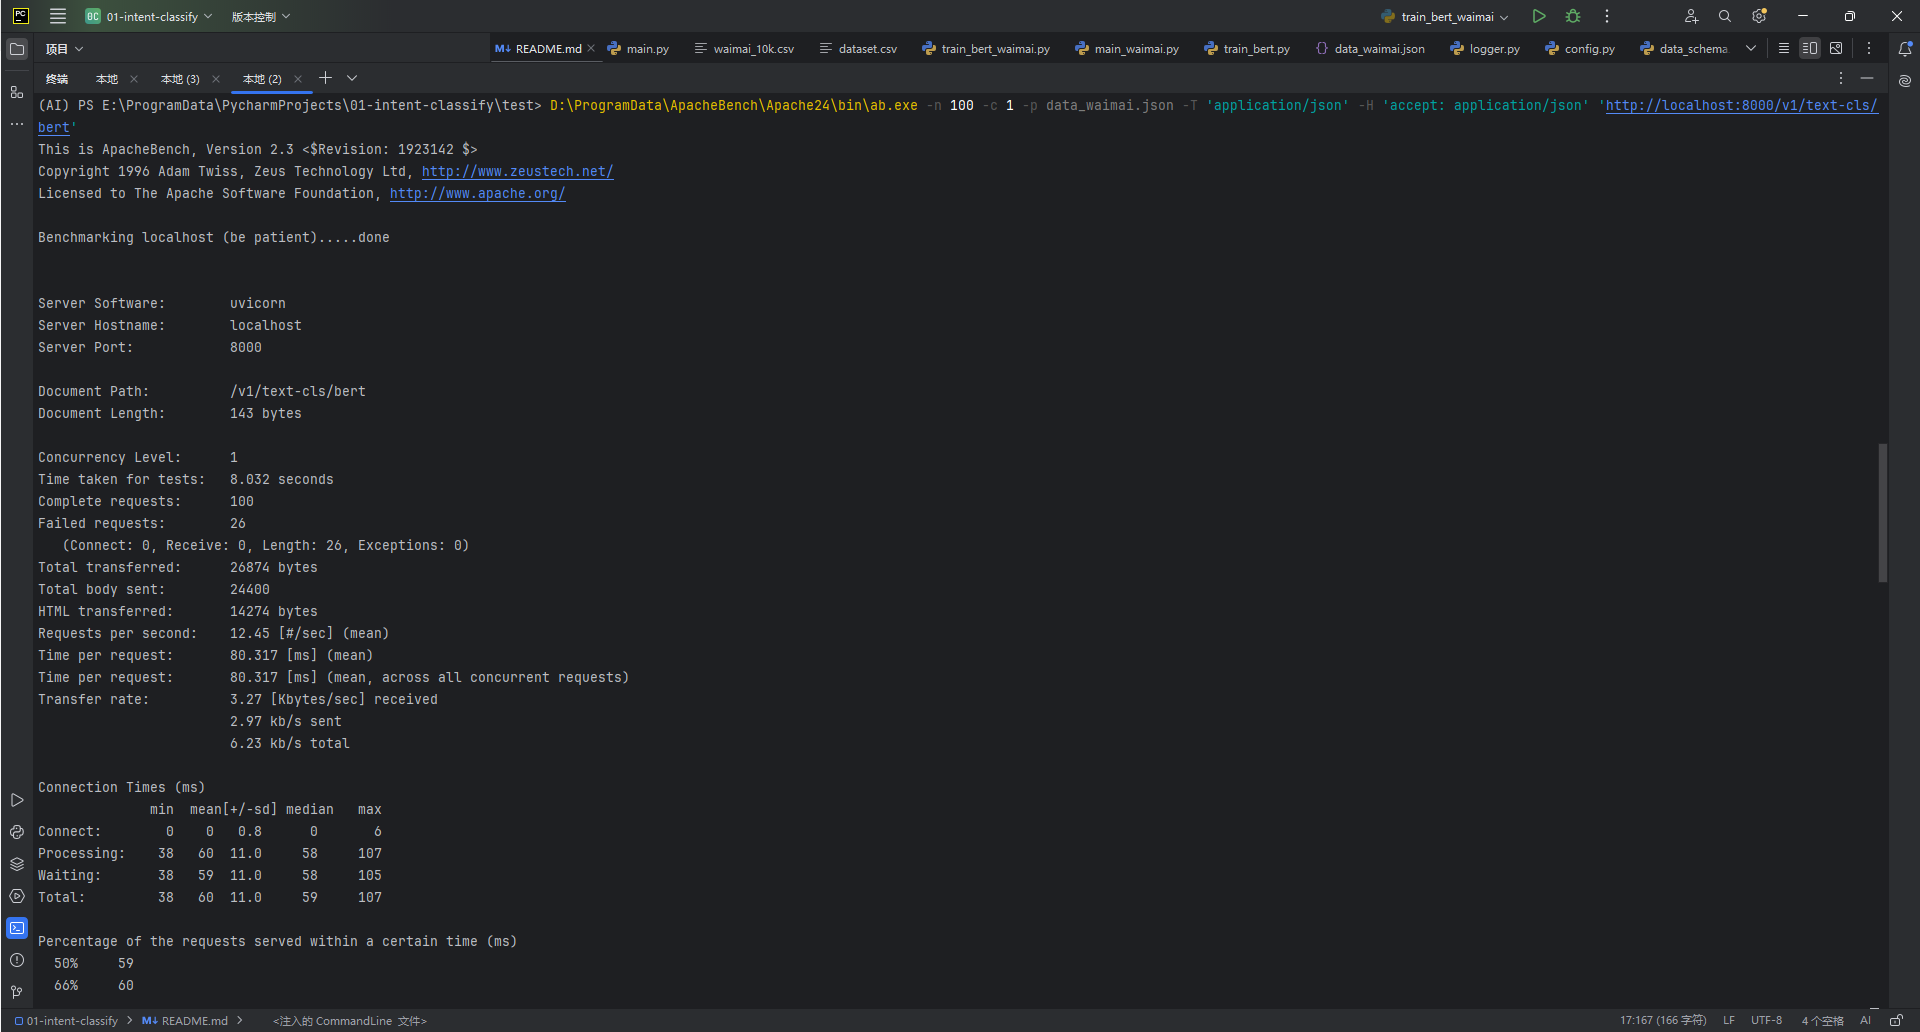 PC OC 01-intent-classify 版本控制 train_bert_waimai
项目 README.md main.py waimai_10k.csv dataset.csv train_bert_waimai.py main_waimai.py train_bert.py data_waimai.json logger.py config.py data_schema.
终端 本地 本地 (3) 本地 (2)
(AI) PS E:\ProgramData\PycharmProjects\01-intent-classify\test> D:\ProgramData\ApacheBench\Apache24\bin\ab.exe -n 100 -c 1 -p data_waimai.json -T 'application/json' -H 'accept: application/json' 'http://localhost:8000/v1/text-cls/
bert'
This is ApacheBench, Version 2.3 <$Revision: 1923142 $>
Copyright 1996 Adam Twiss, Zeus Technology Ltd, http://www.zeustech.net/
Licensed to The Apache Software Foundation, http://www.apache.org/
Benchmarking localhost (be patient).....done
Server Software:        uvicorn
Server Hostname:        localhost
Server Port:            8000
Document Path:          /v1/text-cls/bert
Document Length:        143 bytes
Concurrency Level:      1
Time taken for tests:   8.032 seconds
Complete requests:      100
Failed requests:        26
   (Connect: 0, Receive: 0, Length: 26, Exceptions: 0)
Total transferred:      26874 bytes
Total body sent:        24400
HTML transferred:       14274 bytes
Requests per second:    12.45 [#/sec] (mean)
Time per request:       80.317 [ms] (mean)
Time per request:       80.317 [ms] (mean, across all concurrent requests)
Transfer rate:          3.27 [Kbytes/sec] received
                        2.97 kb/s sent
                        6.23 kb/s total
Connection Times (ms)
              min  mean[+/-sd] median   max
Connect:        0    0   0.8      0       6
Processing:    38   60  11.0     58     107
Waiting:       38   59  11.0     58     105
Total:         38   60  11.0     59     107
Percentage of the requests served within a certain time (ms)
  50%     59
  66%     60
01-intent-classify > M↓ README.md > <注入的 CommandLine 文件> 17:167 (166 字符) LF UTF-8 4 个空格 AI